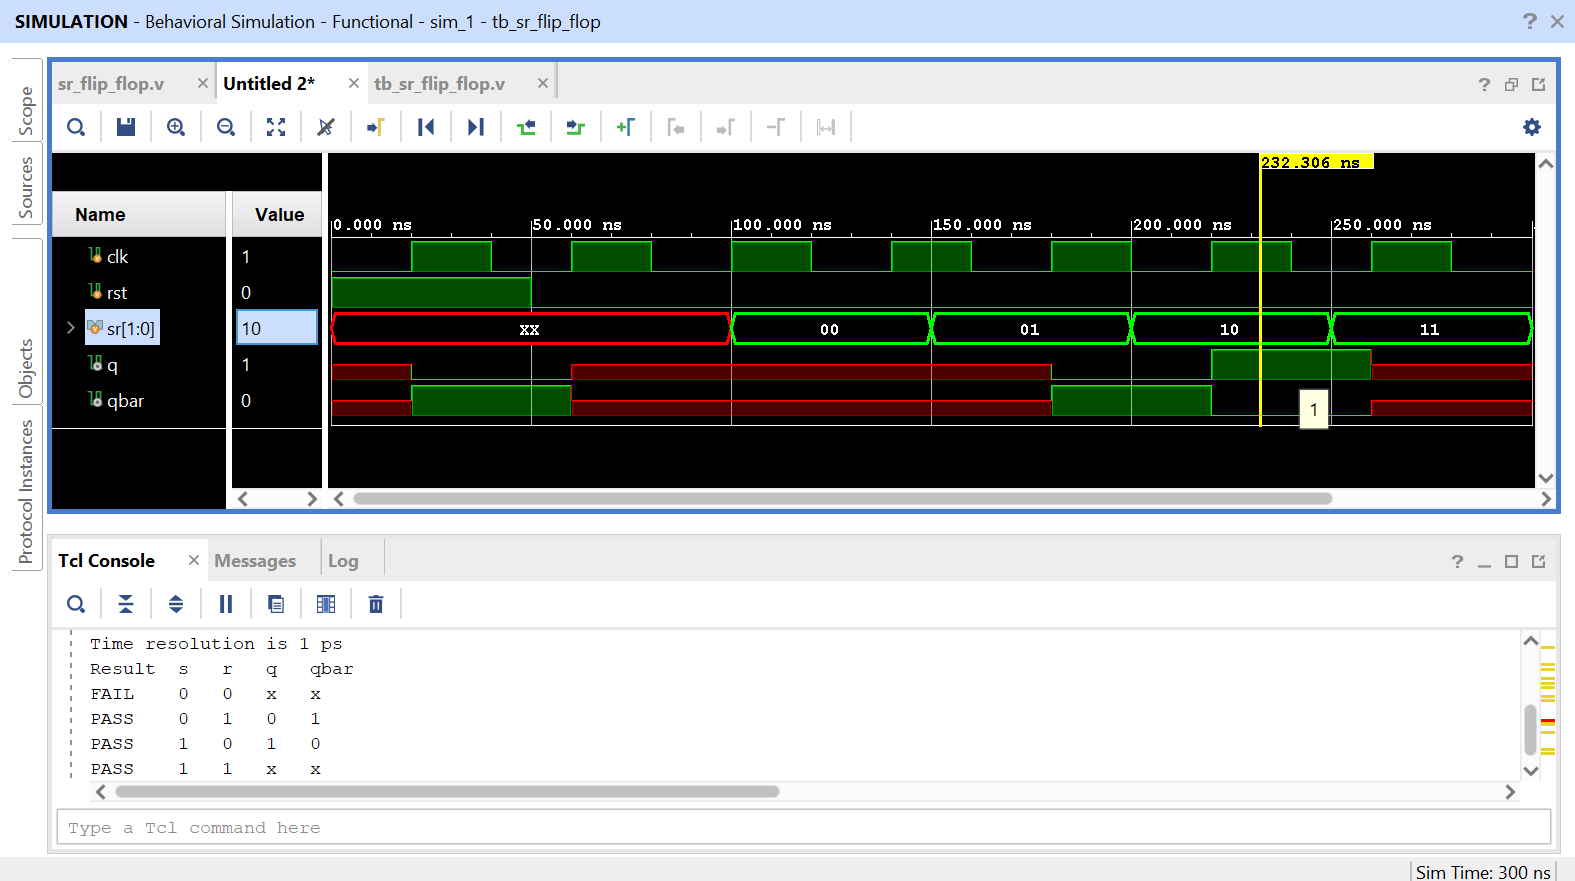 SIMULATION - Behavioral Simulation - Functional - sim_1 - tb_sr_flip_flop
Scope
Sources
Objects
Protocol Instances
sr_flip_flop.v
Untitled 2*
tb_sr_flip_flop.v
232.306 ns
Name Value
0.000 ns 50.000 ns 100.000 ns 150.000 ns 200.000 ns 250.000 ns
clk 1
rst 0
sr[1:0] 10 XX 00 01 10 11
q 1
qbar 0
1
Tcl Console Messages Log
Time resolution is 1 ps
Result s r q qbar
FAIL 0 0 x x
PASS 0 1 0 1
PASS 1 0 1 0
PASS 1 1 x x
Type a Tcl command here
Sim Time: 300 ns